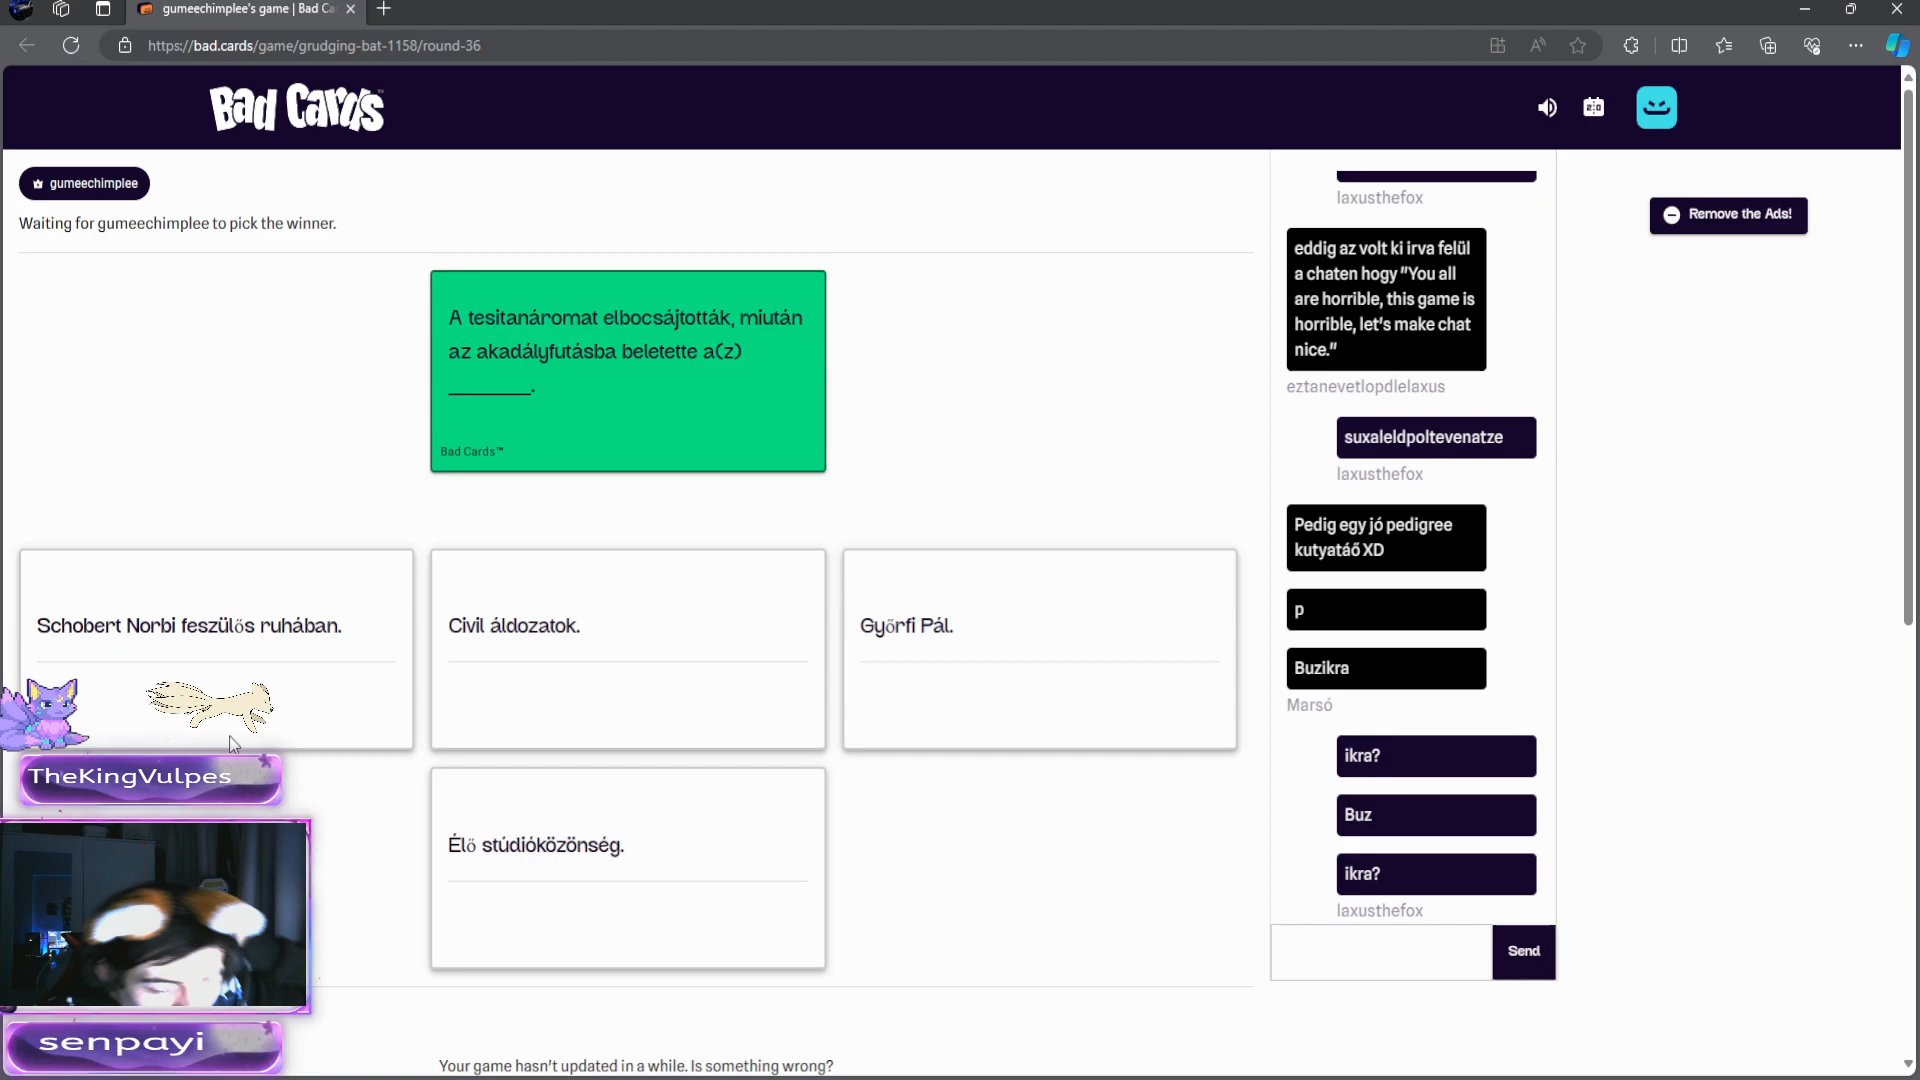 gumeechimplee's game | Bad Ca
https://bad.cards/game/grudging-bat-1158/round-36
Bad Cards
2:0
gumeechimplee
Waiting for gumeechimplee to pick the winner.
A tesitanáromat elbocsájtották, miután
az akadályfutásba beletette a(z)
________.
Bad Cards™
Schobert Norbi feszülős ruhában.
Civil áldozatok.
Győrfi Pál.
Élő stúdióközönség.
TheKingVulpes
senpayi
Your game hasn't updated in a while. Is something wrong?
laxusthefox
eddig az volt ki irva felül
a chaten hogy "You all
are horrible, this game is
horrible, let's make chat
nice."
eztanevetlopdlelaxus
suxaleldpoltevenatze
laxusthefox
Pedig egy jó pedigree
kutyatáő XD
p
Buzikra
Marsó
ikra?
Buz
ikra?
laxusthefox
Send
Remove the Ads!